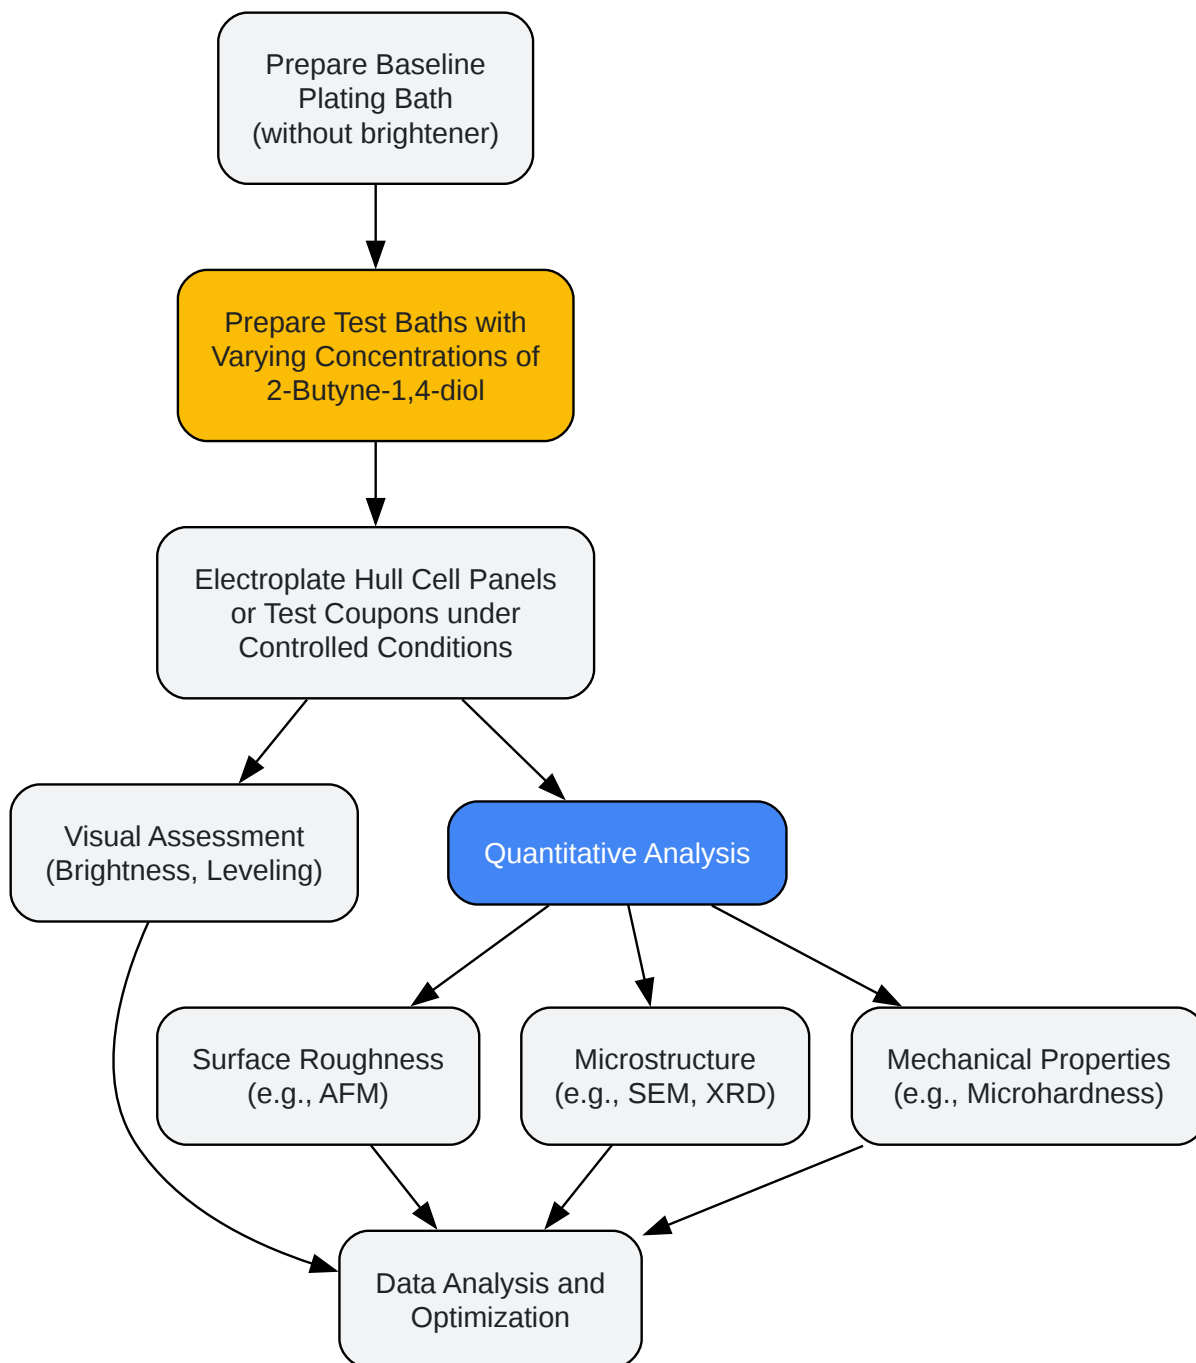 Prepare Baseline
Plating Bath
(without brightener)
Prepare Test Baths with
Varying Concentrations of
2-Butyne-1,4-diol
Electroplate Hull Cell Panels
or Test Coupons under
Controlled Conditions
Visual Assessment
(Brightness, Leveling)
Quantitative Analysis
Surface Roughness
(e.g., AFM)
Microstructure
(e.g., SEM, XRD)
Mechanical Properties
(e.g., Microhardness)
Data Analysis and
Optimization